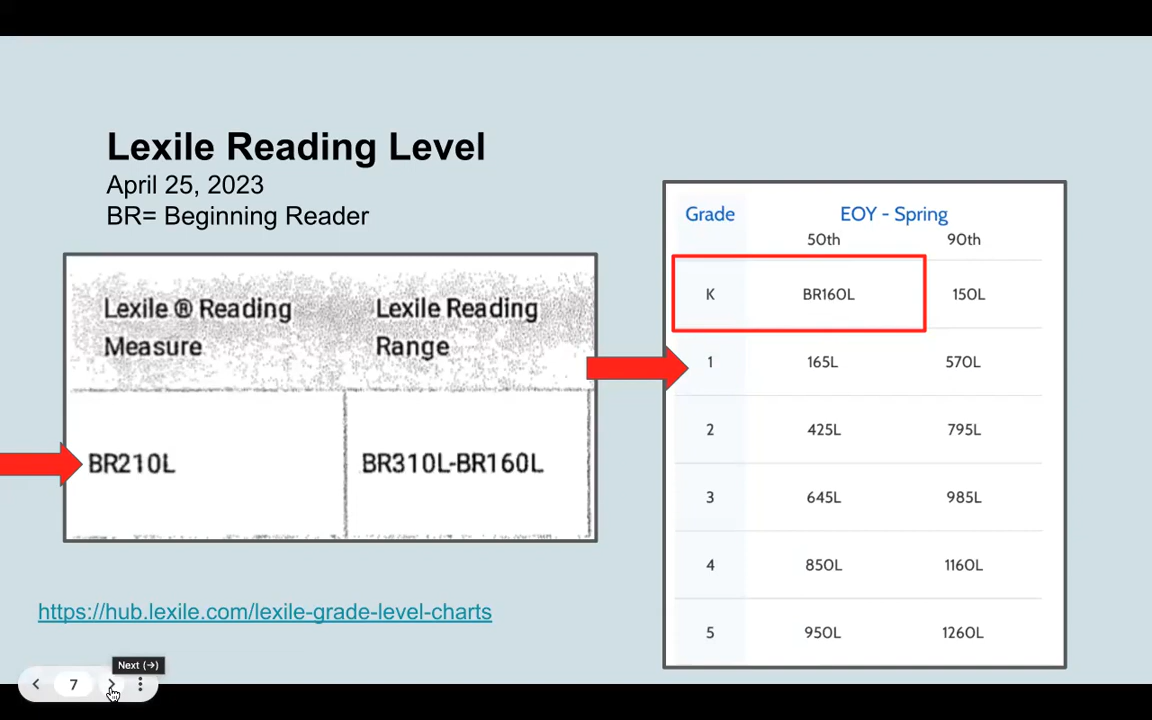 Lexile Reading Level
April 25, 2023
BR= Beginning Reader
Lexile ® Reading Measure
Lexile Reading Range
BR210L
BR310L-BR160L
https://hub.lexile.com/lexile-grade-level-charts
Grade EOY - Spring
50th 90th
K BR160L 150L
1 165L 570L
2 425L 795L
3 645L 985L
4 850L 1160L
5 950L 1260L
Next (→)
7